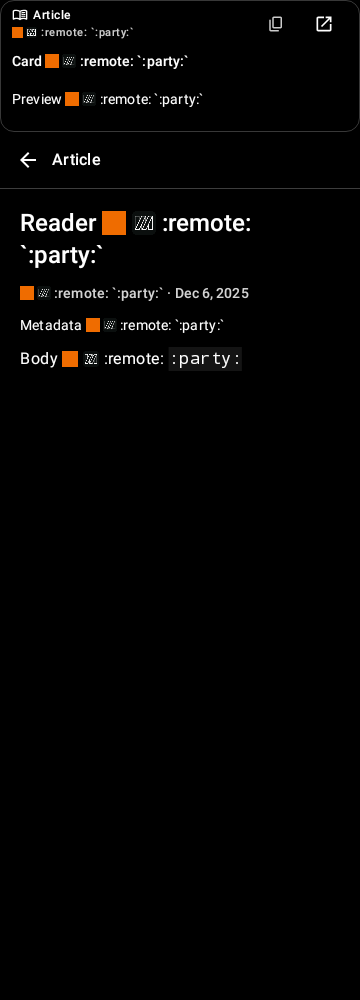 Article
:remote: `:party:`
Card :remote: `:party:`
Preview :remote: `:party:`
Article
Reader :remote:
`:party:`
:remote: `:party:` · Dec 6, 2025
Metadata :remote: `:party:`
Body :remote: :party: